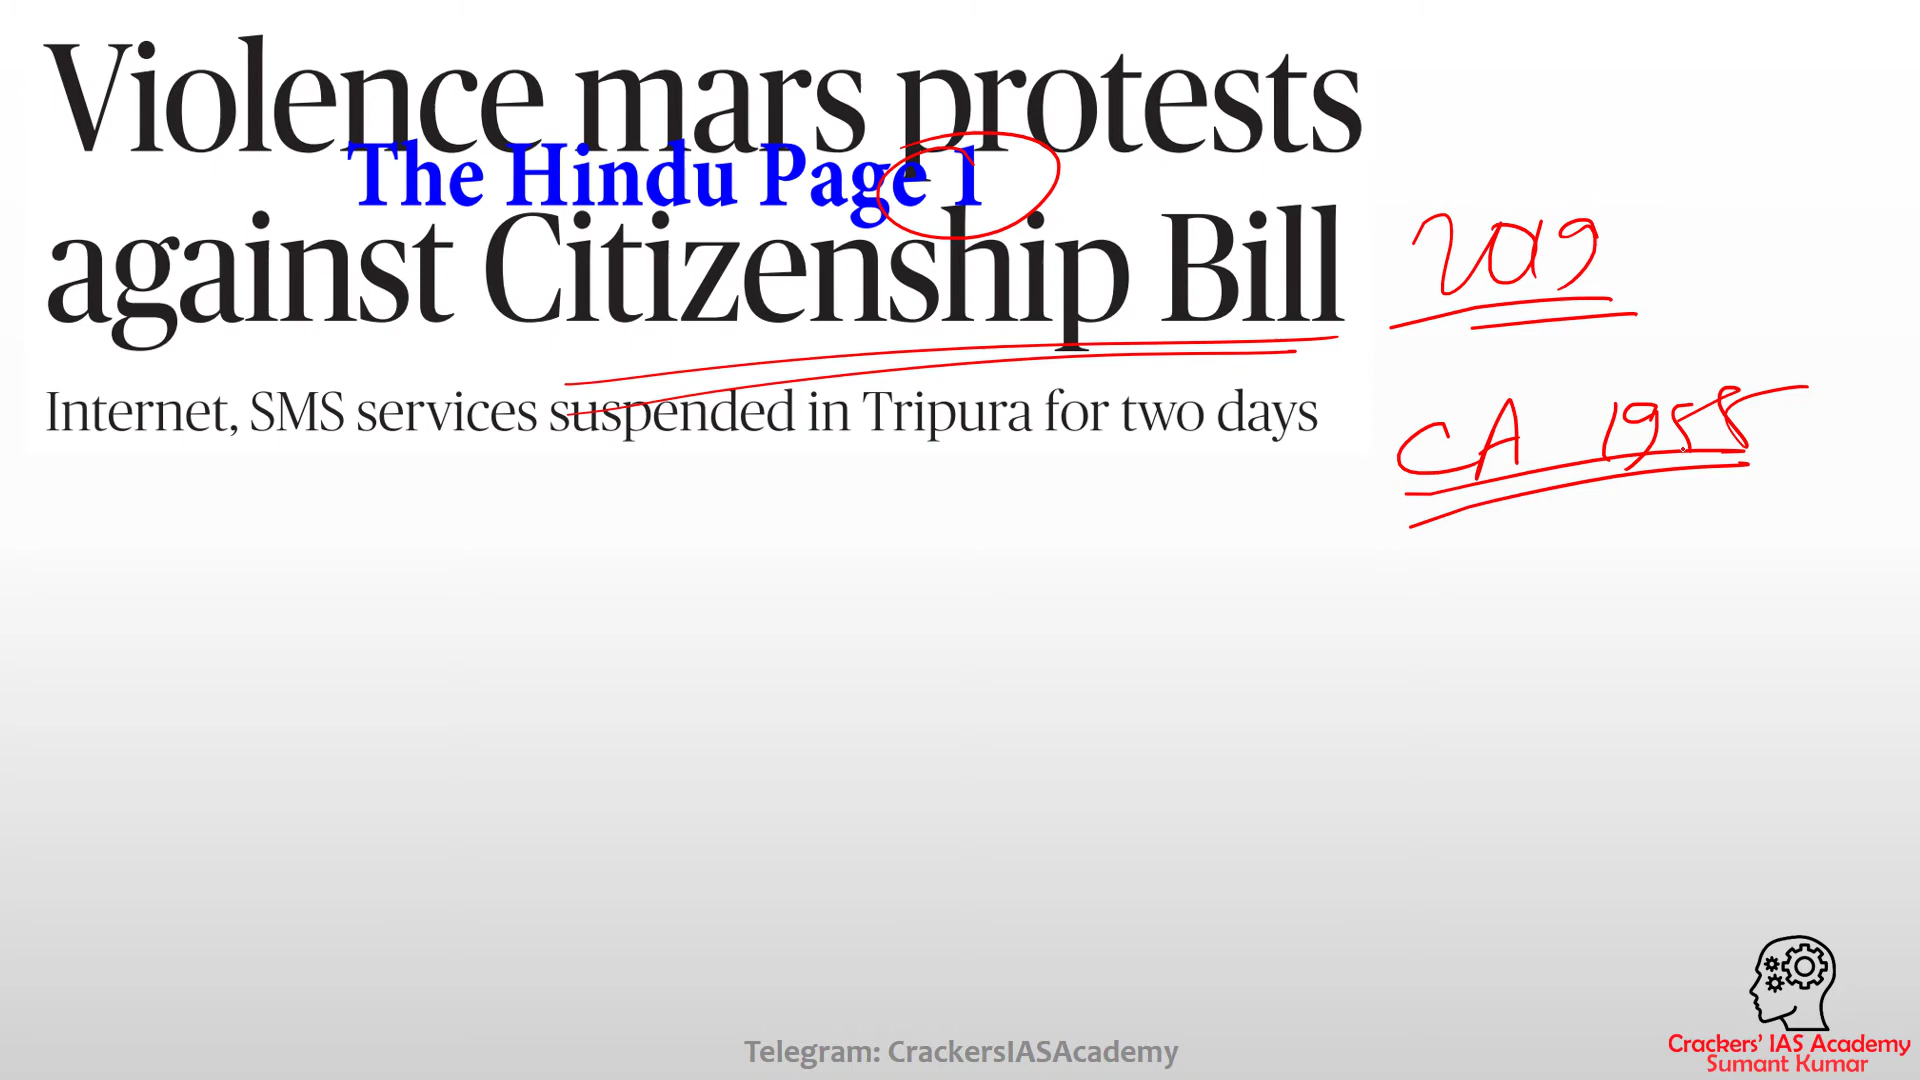 Violence mars protests
The Hindu Page 1
against Citizenship Bill
2019
Internet, SMS services suspended in Tripura for two days
CA 1955
Telegram: CrackersIASAcademy
Crackers' IAS Academy
Sumant Kumar